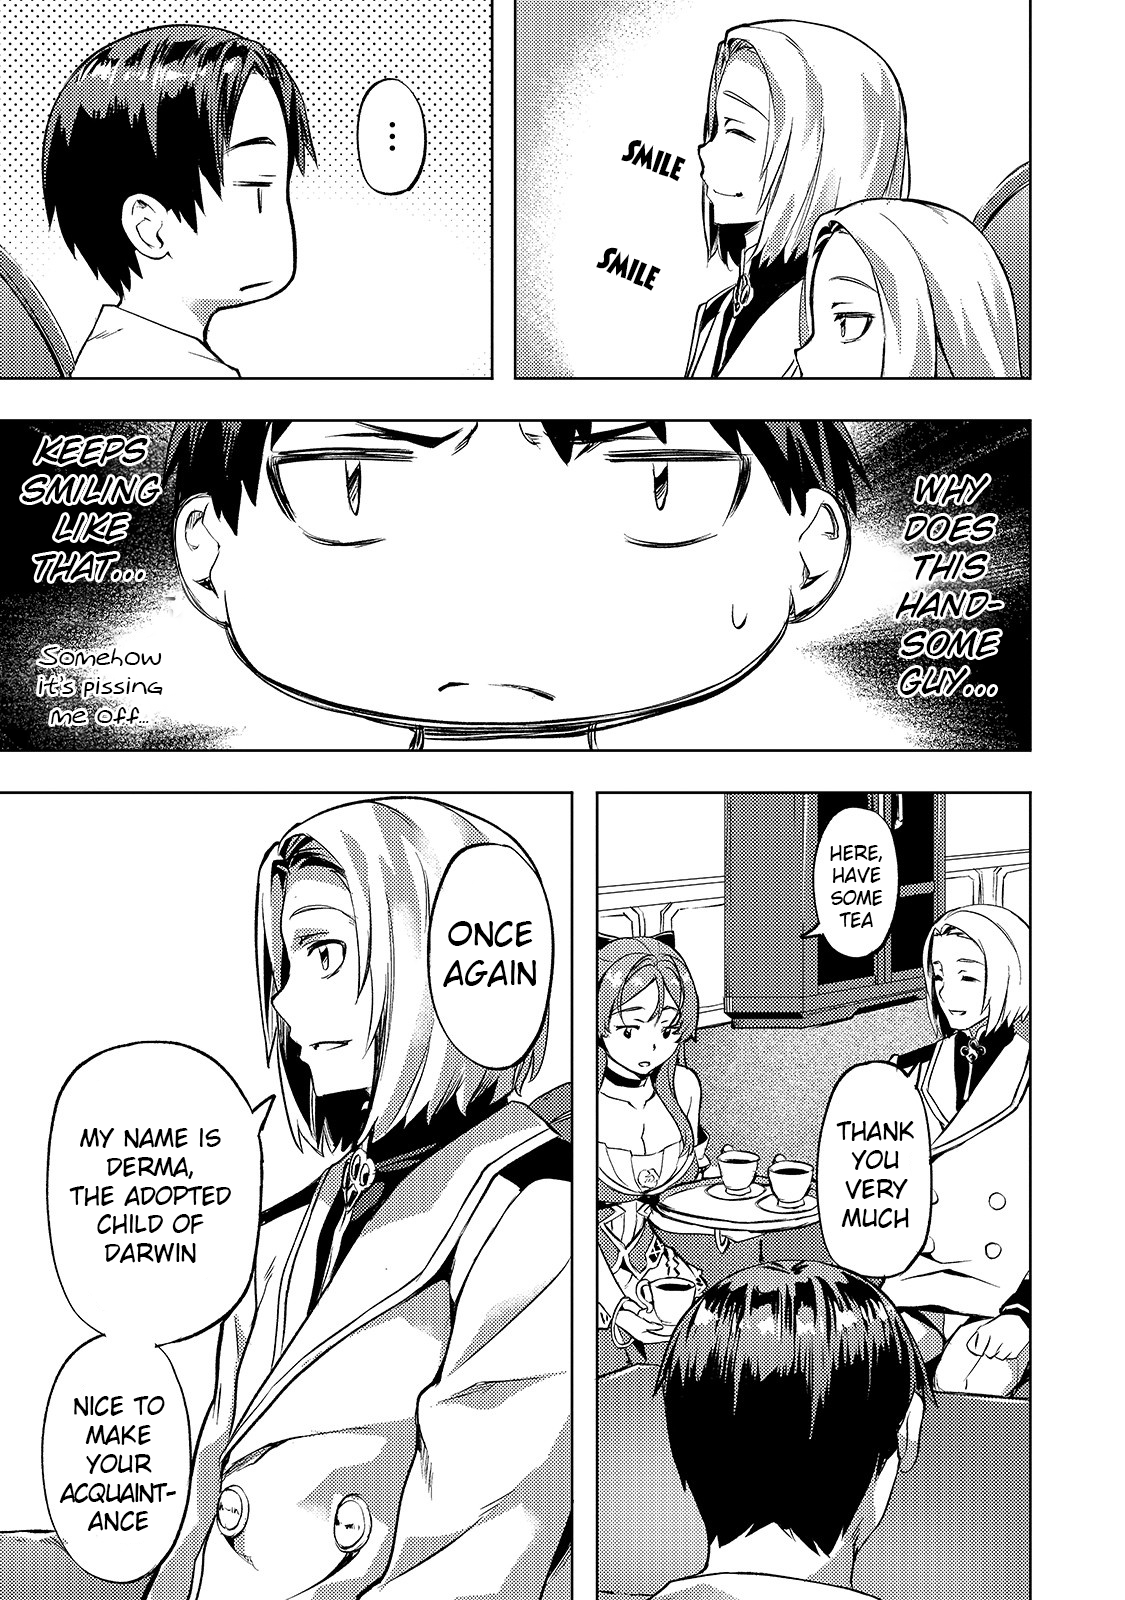 SMILE
SMILE
...
WHY
DOES
THIS
HAND-
SOME
GUY...
KEEPS
SMILING
LIKE
THAT...
Somehow
it's pissing
me off...
HERE,
HAVE
SOME
TEA
THANK
YOU
VERY
MUCH
ONCE
AGAIN
MY NAME IS
DERMA,
THE ADOPTED
CHILD OF
DARWIN
NICE TO
MAKE
YOUR
ACQUAINT-
ANCE